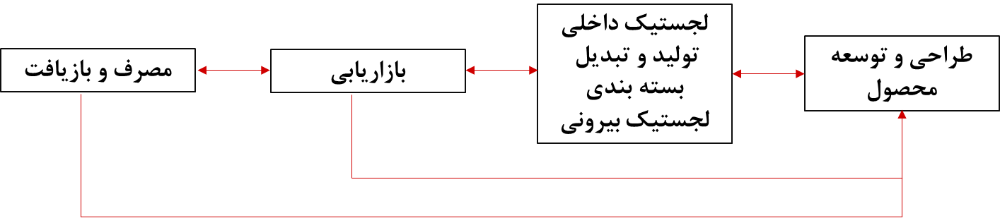 طراحی و توسعه
محصول
لجستیک داخلی
تولید و تبدیل
بسته بندی
لجستیک بیرونی
بازاریابی
مصرف و بازیافت